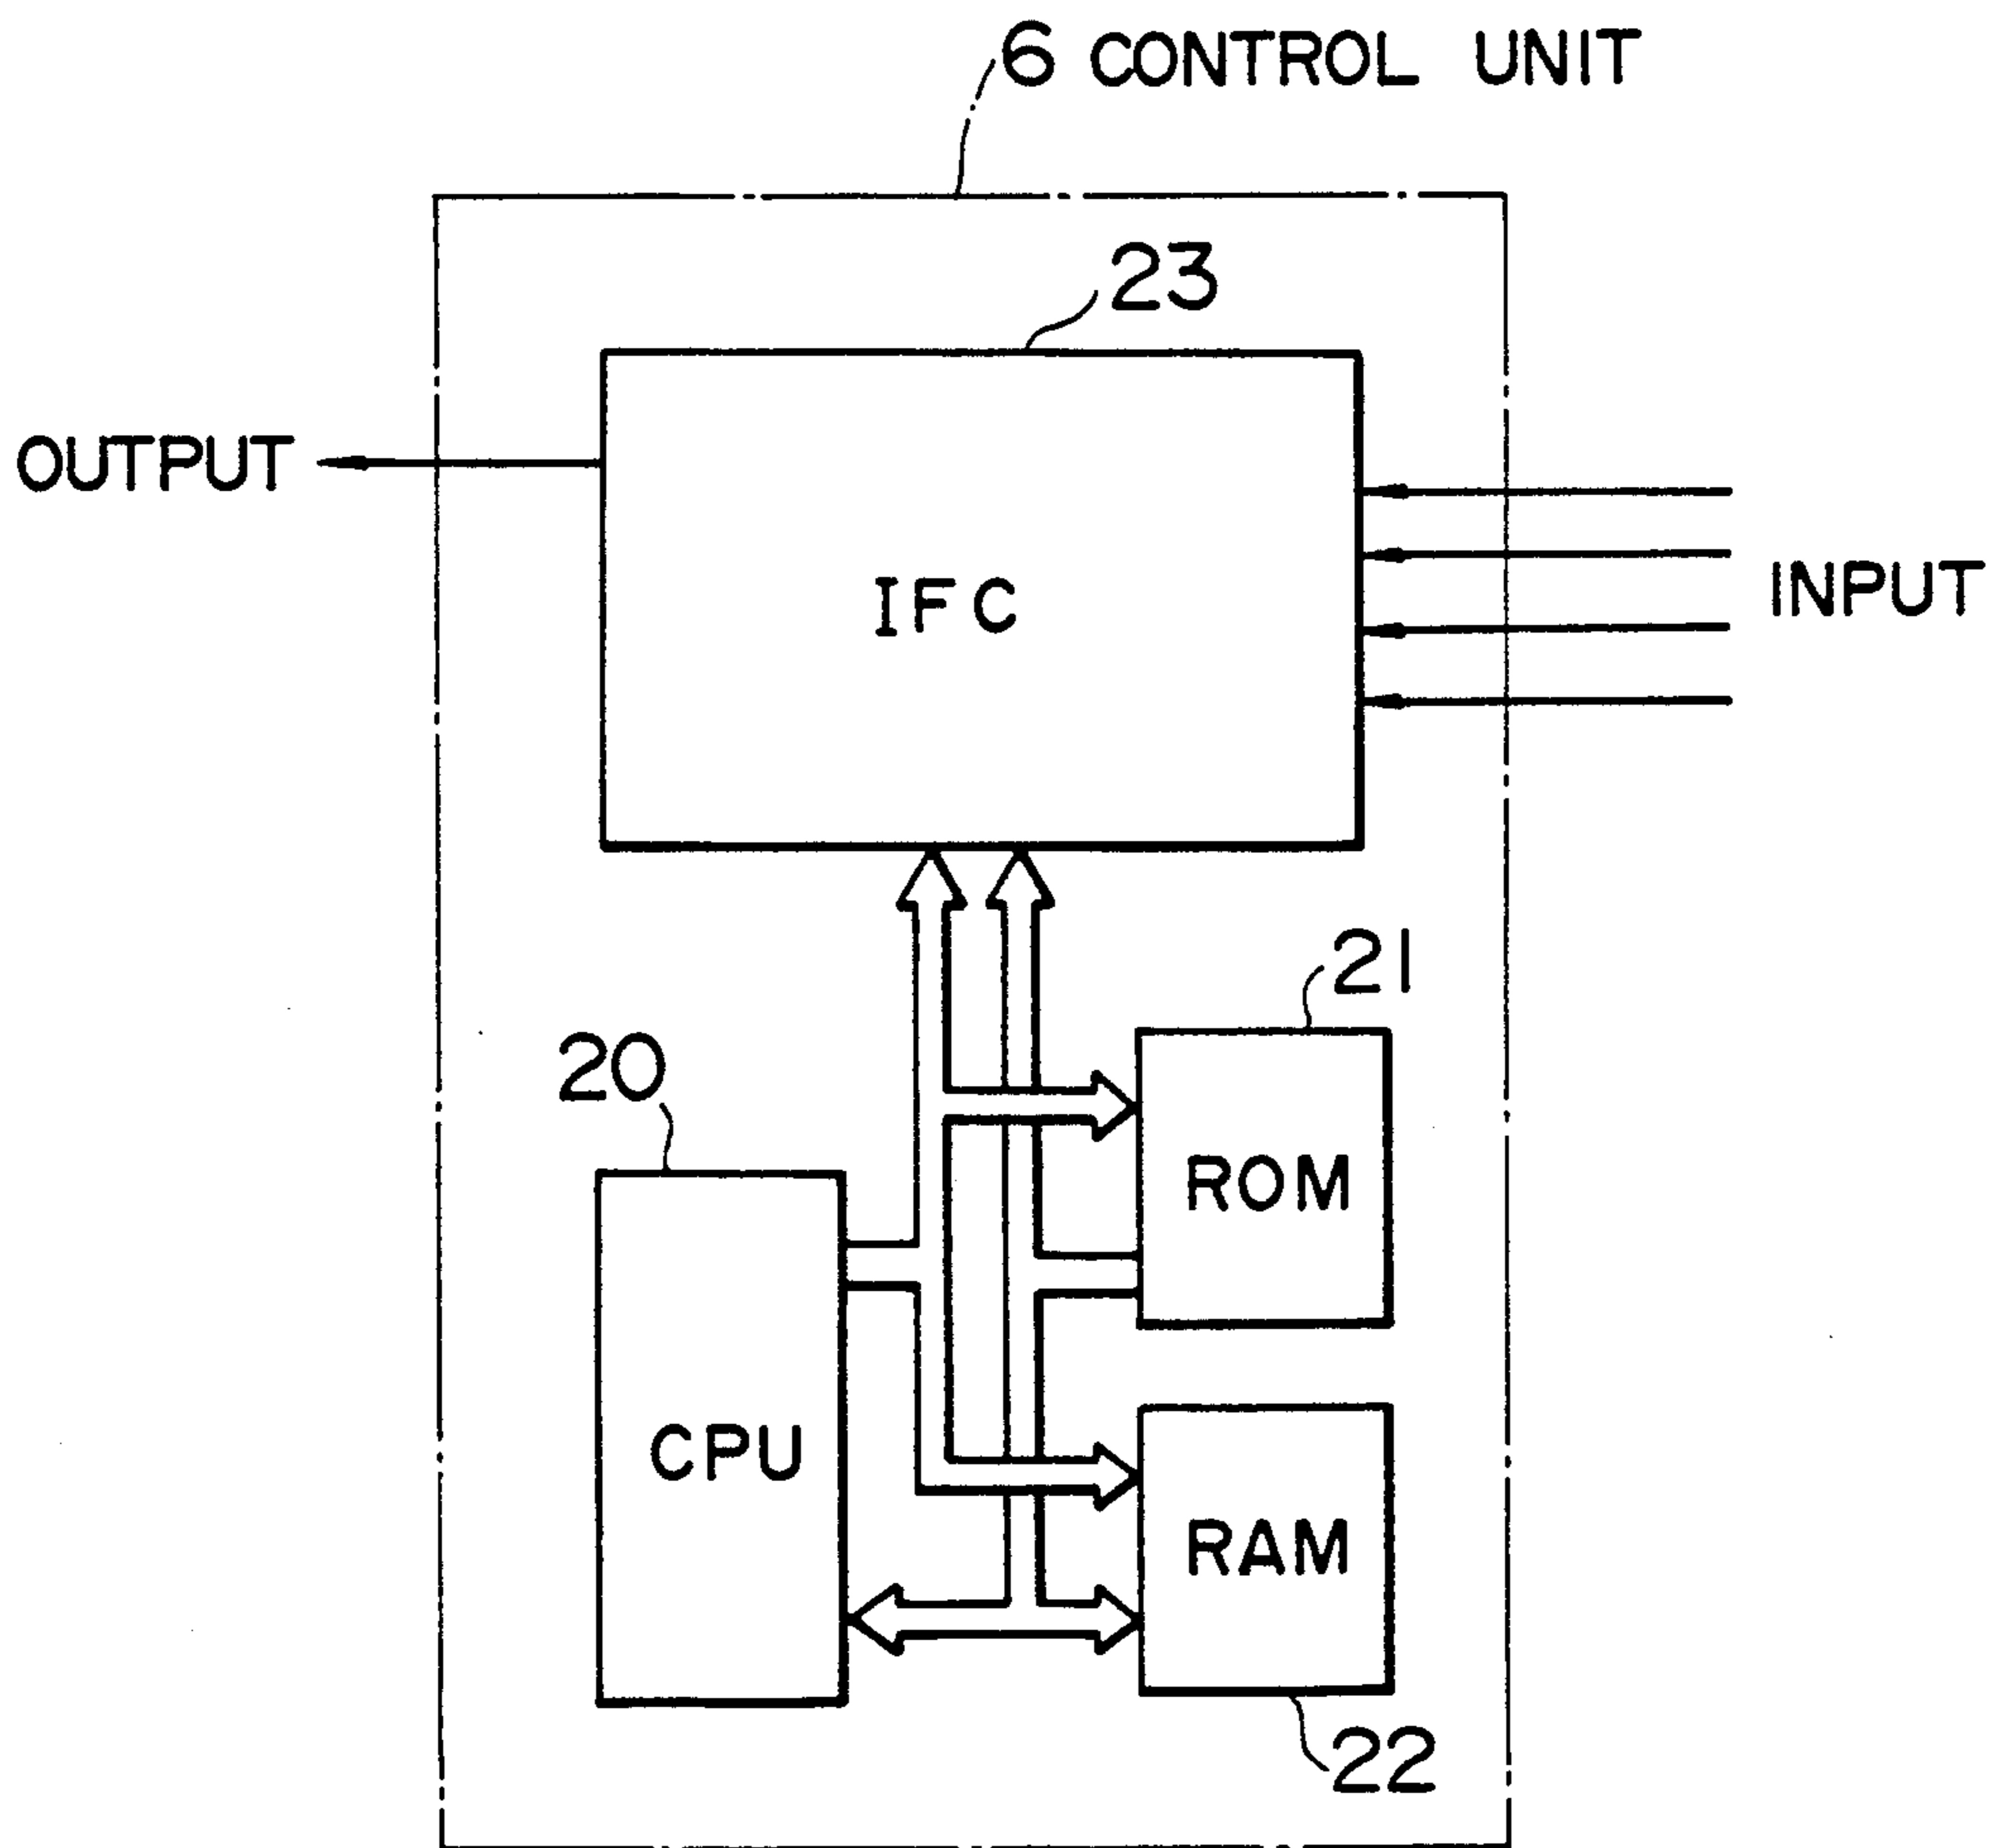 6 CONTROL UNIT
23
OUTPUT
IFC
INPUT
21
20
ROM
CPU
RAM
22